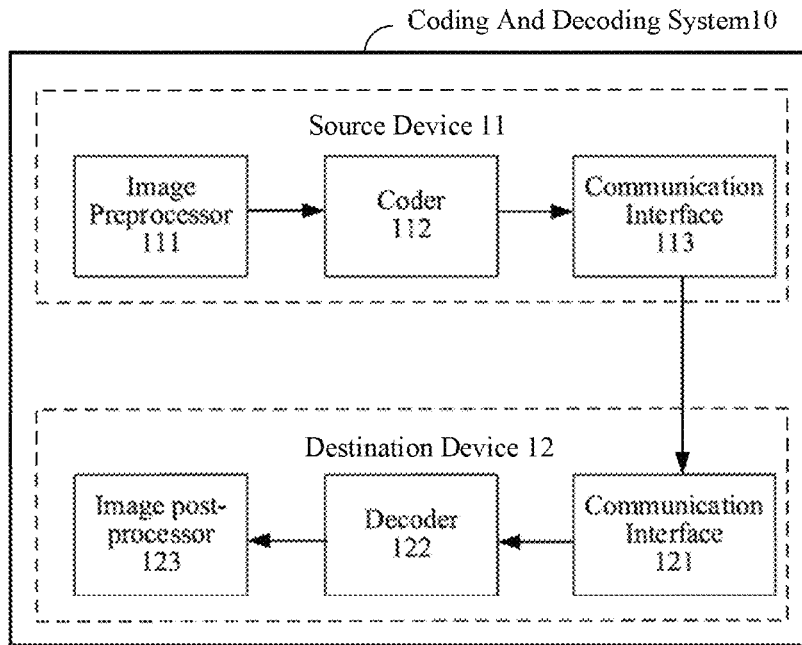 Coding And Decoding System10
Source Device 11
Image
Preprocessor
111
Coder
112
Communication
Interface
113
Destination Device 12
Image post-
processor
123
Decoder
122
Communication
Interface
121